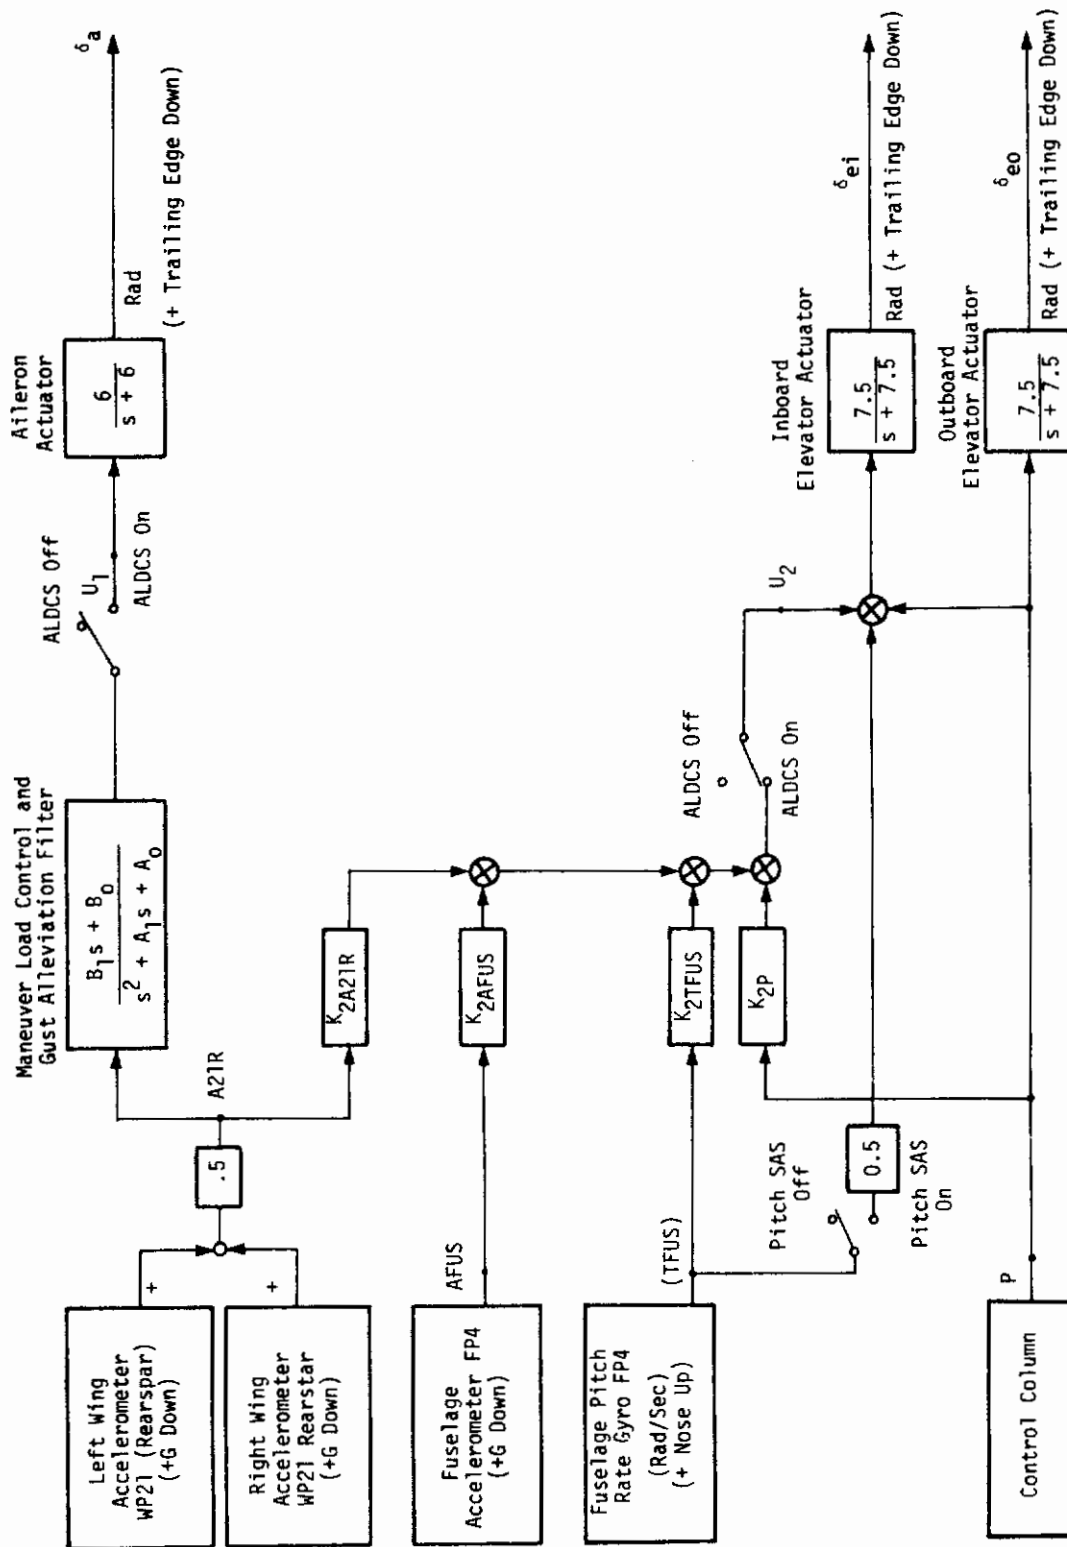 Left Wing
Accelerometer
WP21 (Rearspar)
(+G Down)
Right Wing
Accelerometer
WP21 Rearstar
(+G Down)
+
+
.5
A21R
Maneuver Load Control and
Gust Alleviation Filter
B1s + B0
s2 + A1s + A0
ALDCS Off
U1
ALDCS On
Aileron
Actuator
6
s + 6
Rad
(+ Trailing Edge Down)
δa
K2A21R
Fuselage
Accelerometer FP4
(+G Down)
AFUS
K2AFUS
Fuselage Pitch
Rate Gyro FP4
(Rad/Sec)
(+ Nose Up)
(TFUS)
K2TFUS
K2P
ALDCS Off
ALDCS On
U2
Pitch SAS
Off
0.5
Pitch SAS
On
Inboard
Elevator Actuator
7.5
s + 7.5
δei
Rad (+ Trailing Edge Down)
Control Column
P
Outboard
Elevator Actuator
7.5
s + 7.5
δeo
Rad (+ Trailing Edge Down)